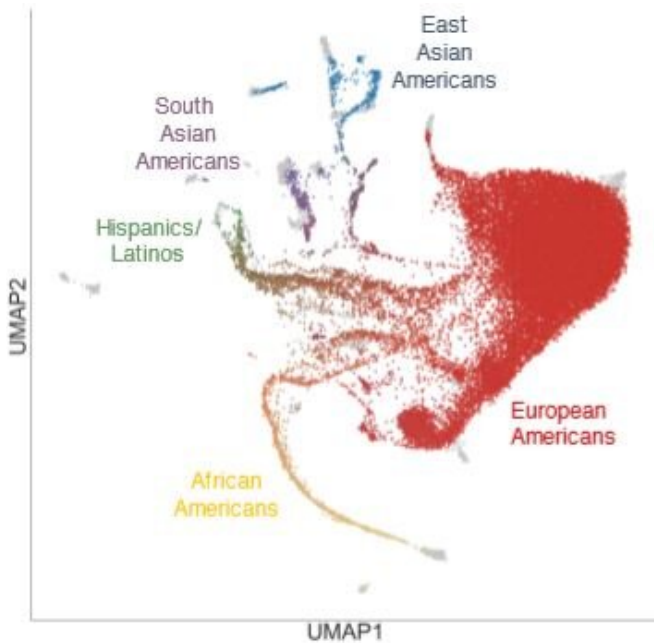 East
Asian
Americans
South
Asian
Americans
Hispanics/
Latinos
UMAP2
European
Americans
African
Americans
UMAP1